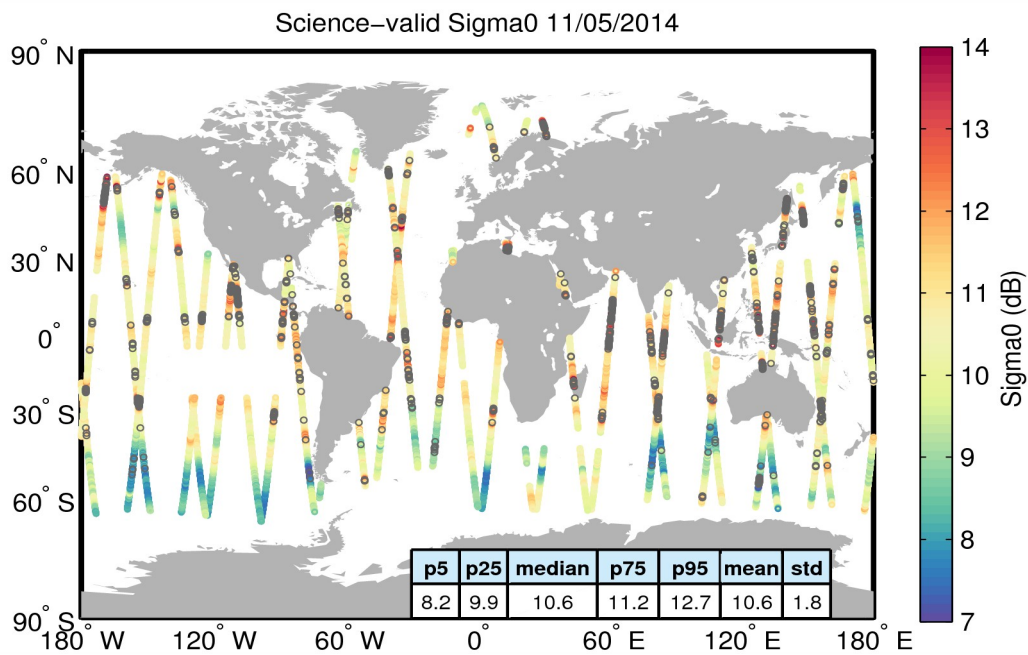 Science−valid Sigma0 11/05/2014
90° N
60° N
30° N
0°
30° S
60° S
90° S
180° W
120° W
60° W
0°
60° E
120° E
180° E
p5 p25 median p75 p95 mean std
8.2 9.9 10.6 11.2 12.7 10.6 1.8
14
13
12
11
10
9
8
7
Sigma0 (dB)